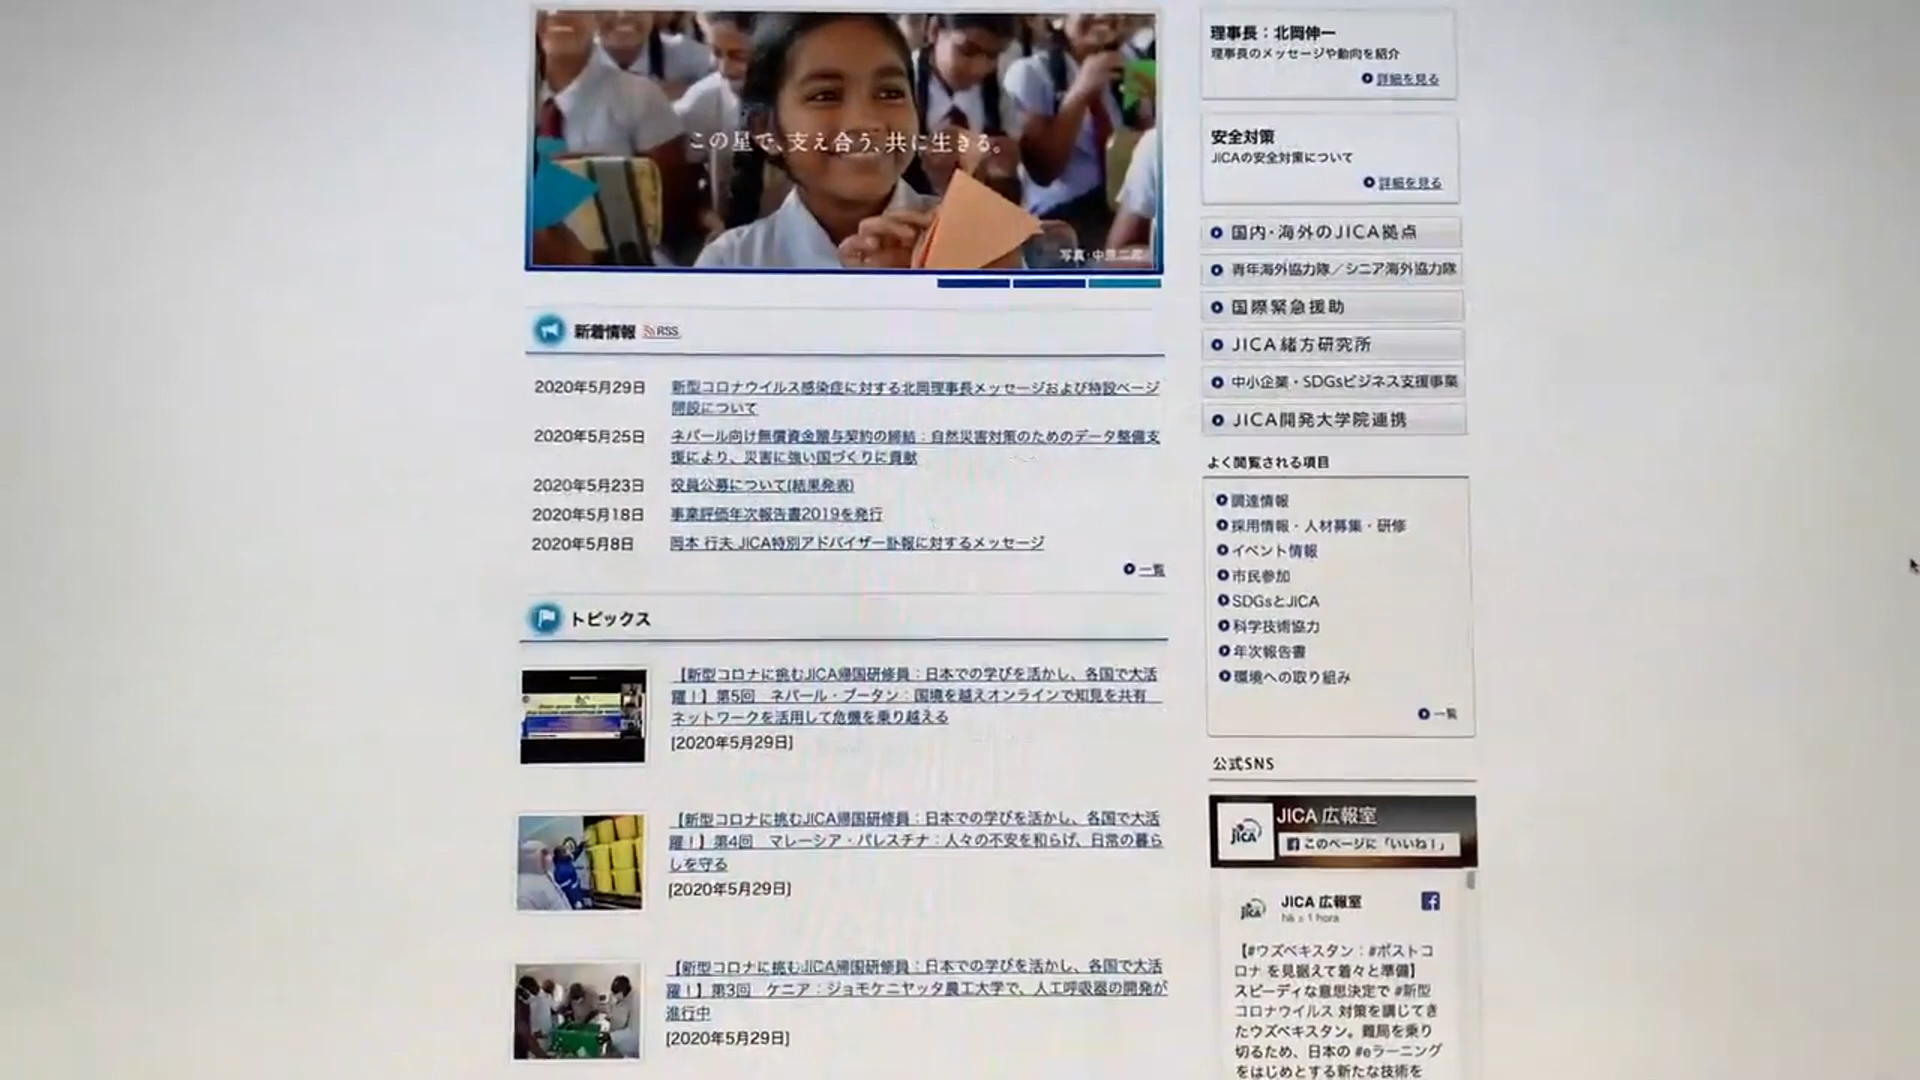 この星で、支え合う、共に生きる。
写真·中原二郎
新着情報 RSS
2020年5月29日 新型コロナウイルス感染症に対する北岡理事長メッセージおよび特設ページ
開設について
2020年5月25日 ネパール向け無償資金贈与契約の締結：自然災害対策のためのデータ整備支
援により、災害に強い国づくりに貢献
2020年5月23日 役員公募について(結果発表)
2020年5月18日 事業評価年次報告書2019を発行
2020年5月8日 岡本 行夫 JICA特別アドバイザー訃報に対するメッセージ
一覧
トピックス
【新型コロナに挑むJICA帰国研修員：日本での学びを活かし、各国で大活
躍！】第5回　ネパール・ブータン：国境を越えオンラインで知見を共有
ネットワークを活用して危機を乗り越える
[2020年5月29日]
【新型コロナに挑むJICA帰国研修員：日本での学びを活かし、各国で大活
躍！】第4回　マレーシア・パレスチナ：人々の不安を和らげ、日常の暮ら
しを守る
[2020年5月29日]
【新型コロナに挑むJICA帰国研修員：日本での学びを活かし、各国で大活
躍！】第3回　ケニア：ジョモケニヤッタ農工大学で、人工呼吸器の開発が
進行中
[2020年5月29日]
理事長：北岡伸一
理事長のメッセージや動向を紹介
詳細を見る
安全対策
JICAの安全対策について
詳細を見る
国内･海外のJICA拠点
青年海外協力隊／シニア海外協力隊
国際緊急援助
JICA緒方研究所
中小企業・SDGsビジネス支援事業
JICA開発大学院連携
よく閲覧される項目
調達情報
採用情報・人材募集・研修
イベント情報
市民参加
SDGsとJICA
科学技術協力
年次報告書
環境への取り組み
一覧
公式SNS
JICA
JICA 広報室
このページに「いいね！」
JICA
JICA 広報室
há ± 1 hora
【#ウズベキスタン：#ポストコ
ロナ を見据えて着々と準備】
スピーディな意思決定で #新型
コロナウイルス 対策を講じてき
たウズベキスタン。難局を乗り
切るため、日本の #eラーニング
をはじめとする新たな技術を